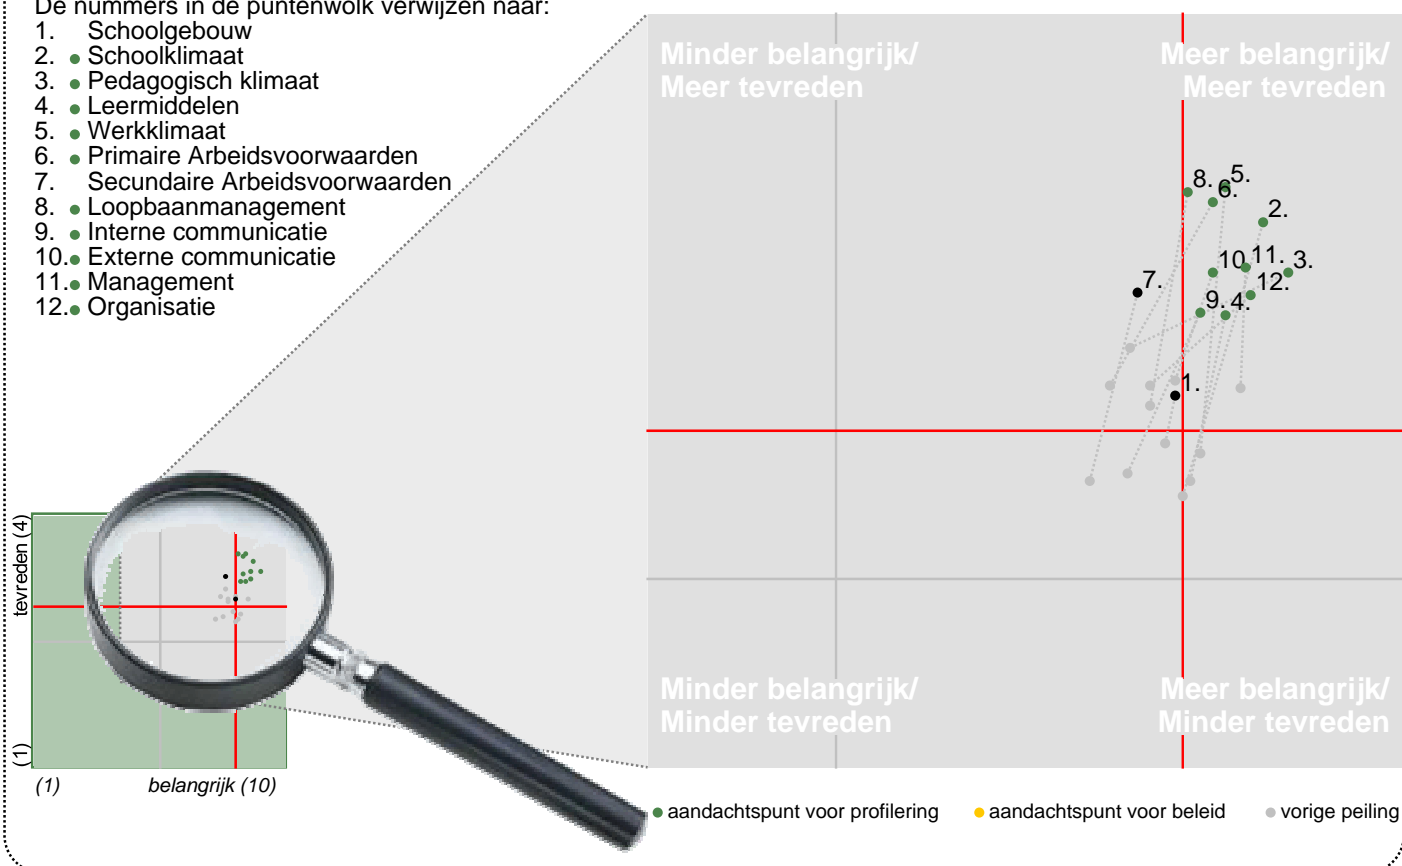 De nummers in de puntenwolk verwijzen naar:
1. Schoolgebouw
2. Schoolklimaat
3. Pedagogisch klimaat
4. Leermiddelen
5. Werkklimaat
6. Primaire Arbeidsvoorwaarden
7. Secundaire Arbeidsvoorwaarden
8. Loopbaanmanagement
9. Interne communicatie
10. Externe communicatie
11. Management
12. Organisatie
Minder belangrijk/
Meer tevreden
Meer belangrijk/
Meer tevreden
8. 5.
6.
2.
10 11. 3.
7. 12.
9. 4.
1.
Minder belangrijk/
Minder tevreden
Meer belangrijk/
Minder tevreden
tevreden (4)
(1)
(1) belangrijk (10)
aandachtspunt voor profilering aandachtspunt voor beleid vorige peiling